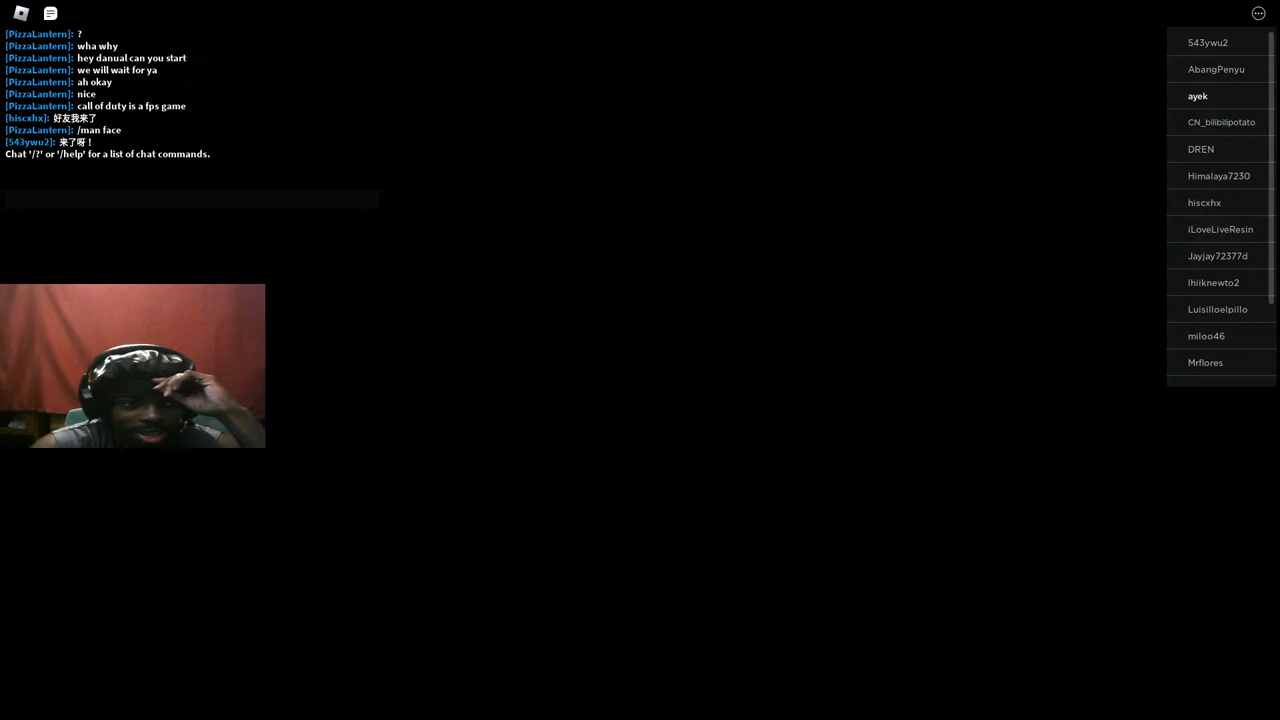 [PizzaLantern]: ?
[PizzaLantern]: wha why
[PizzaLantern]: hey danual can you start
[PizzaLantern]: we will wait for ya
[PizzaLantern]: ah okay
[PizzaLantern]: nice
[PizzaLantern]: call of duty is a fps game
[hiscxhx]: 好友我来了
[PizzaLantern]: /man face
[543ywu2]: 来了呀！
Chat '/?' or '/help' for a list of chat commands.
543ywu2
AbangPenyu
ayek
CN_bilibilipotato
DREN
Himalaya7230
hiscxhx
iLoveLiveResin
Jayjay72377d
lhiiknewto2
Luisilloelpillo
miloo46
Mrflores